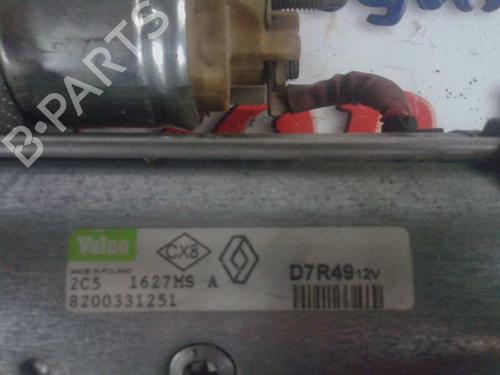 B-PARTS
Valeo
CX8
MADE IN POLAND
D7R49 12V
2C5 1627MS A
8200331251